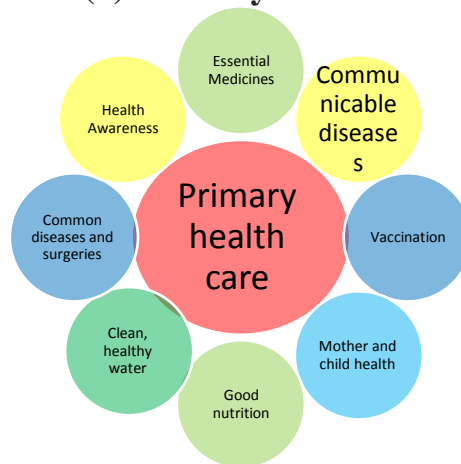 Essential
Medicines
Commu
nicable
disease
s
Vaccination
Mother and
child health
Good
nutrition
Clean,
healthy
water
Common
diseases and
surgeries
Health
Awareness
Primary
health
care